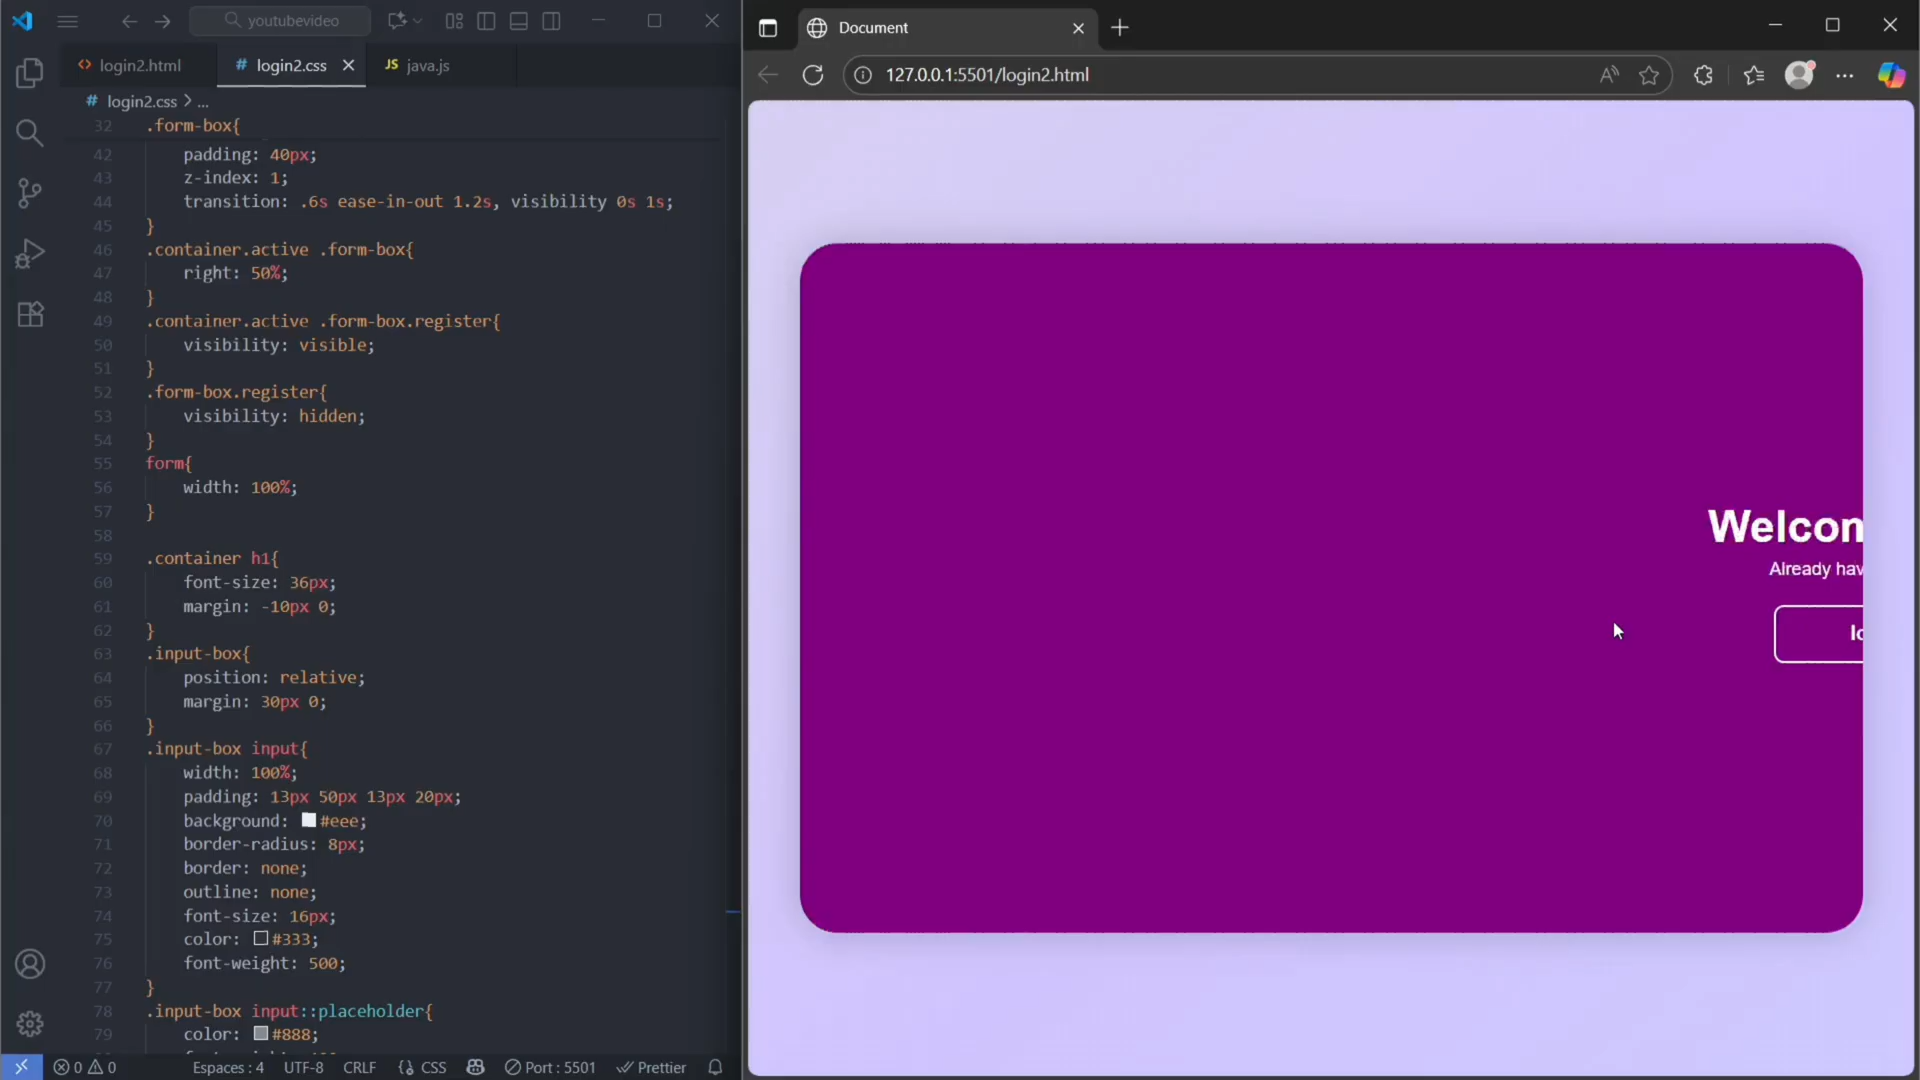 youtubevideo
login2.html
# login2.css
JS java.js
# login2.css > ...
32 .form-box{
42 padding: 40px;
43 z-index: 1;
44 transition: .6s ease-in-out 1.2s, visibility 0s 1s;
45 }
46 .container.active .form-box{
47 right: 50%;
48 }
49 .container.active .form-box.register{
50 visibility: visible;
51 }
52 .form-box.register{
53 visibility: hidden;
54 }
55 form{
56 width: 100%;
57 }
58
59 .container h1{
60 font-size: 36px;
61 margin: -10px 0;
62 }
63 .input-box{
64 position: relative;
65 margin: 30px 0;
66 }
67 .input-box input{
68 width: 100%;
69 padding: 13px 50px 13px 20px;
70 background: #eee;
71 border-radius: 8px;
72 border: none;
73 outline: none;
74 font-size: 16px;
75 color: #333;
76 font-weight: 500;
77 }
78 .input-box input::placeholder{
79 color: #888;
0 0 Espaces : 4 UTF-8 CRLF {} CSS Port : 5501 Prettier
Document
127.0.0.1:5501/login2.html
Welcom
Already hav
lo